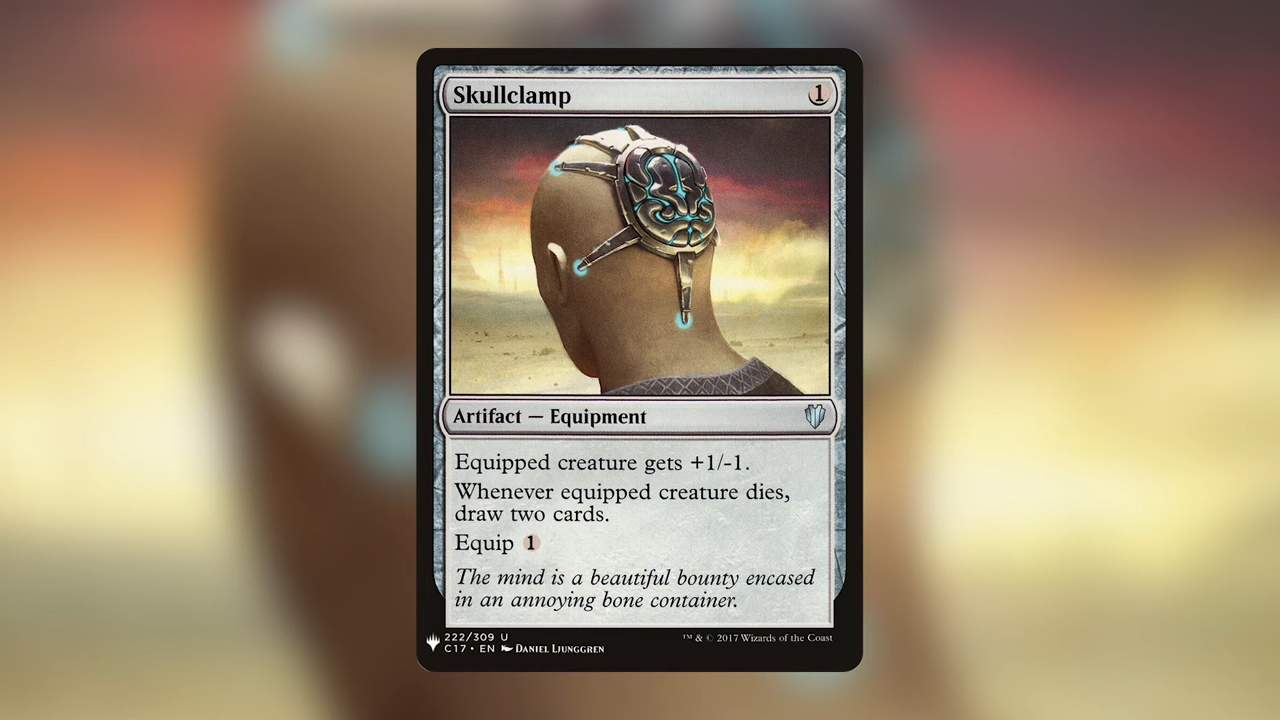 Skullclamp 1
Artifact — Equipment
Equipped creature gets +1/-1.
Whenever equipped creature dies,
draw two cards.
Equip 1
The mind is a beautiful bounty encased
in an annoying bone container.
222/309 U
C17 • EN DANIEL LJUNGGREN
™ & © 2017 Wizards of the Coast